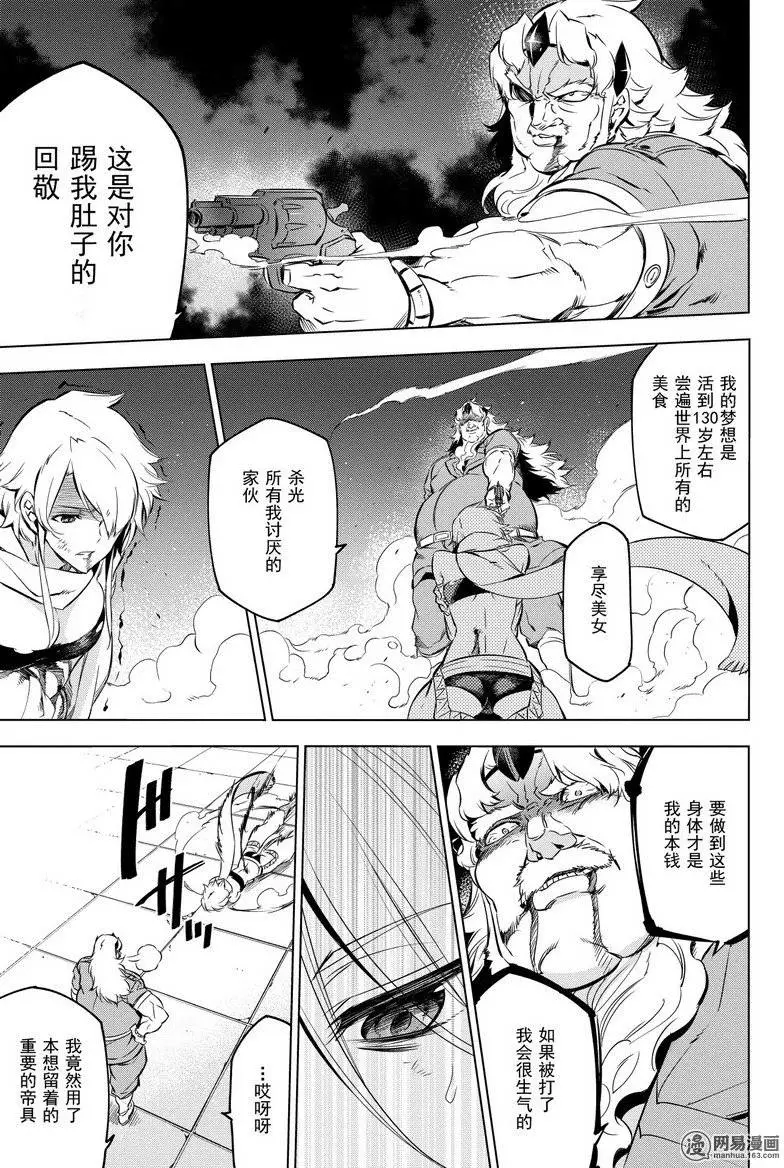 这是对你
踢我肚子的
回敬
我的梦想是
活到130岁左右
尝遍世界上所有的
美食
享尽美女
杀光
所有我讨厌的
家伙
要做到这些
身体才是
我的本钱
如果被打了
我会很生气的
…哎呀呀
我竟然用了
本想留着的
重要的帝具
网易漫画
manhua.163.com